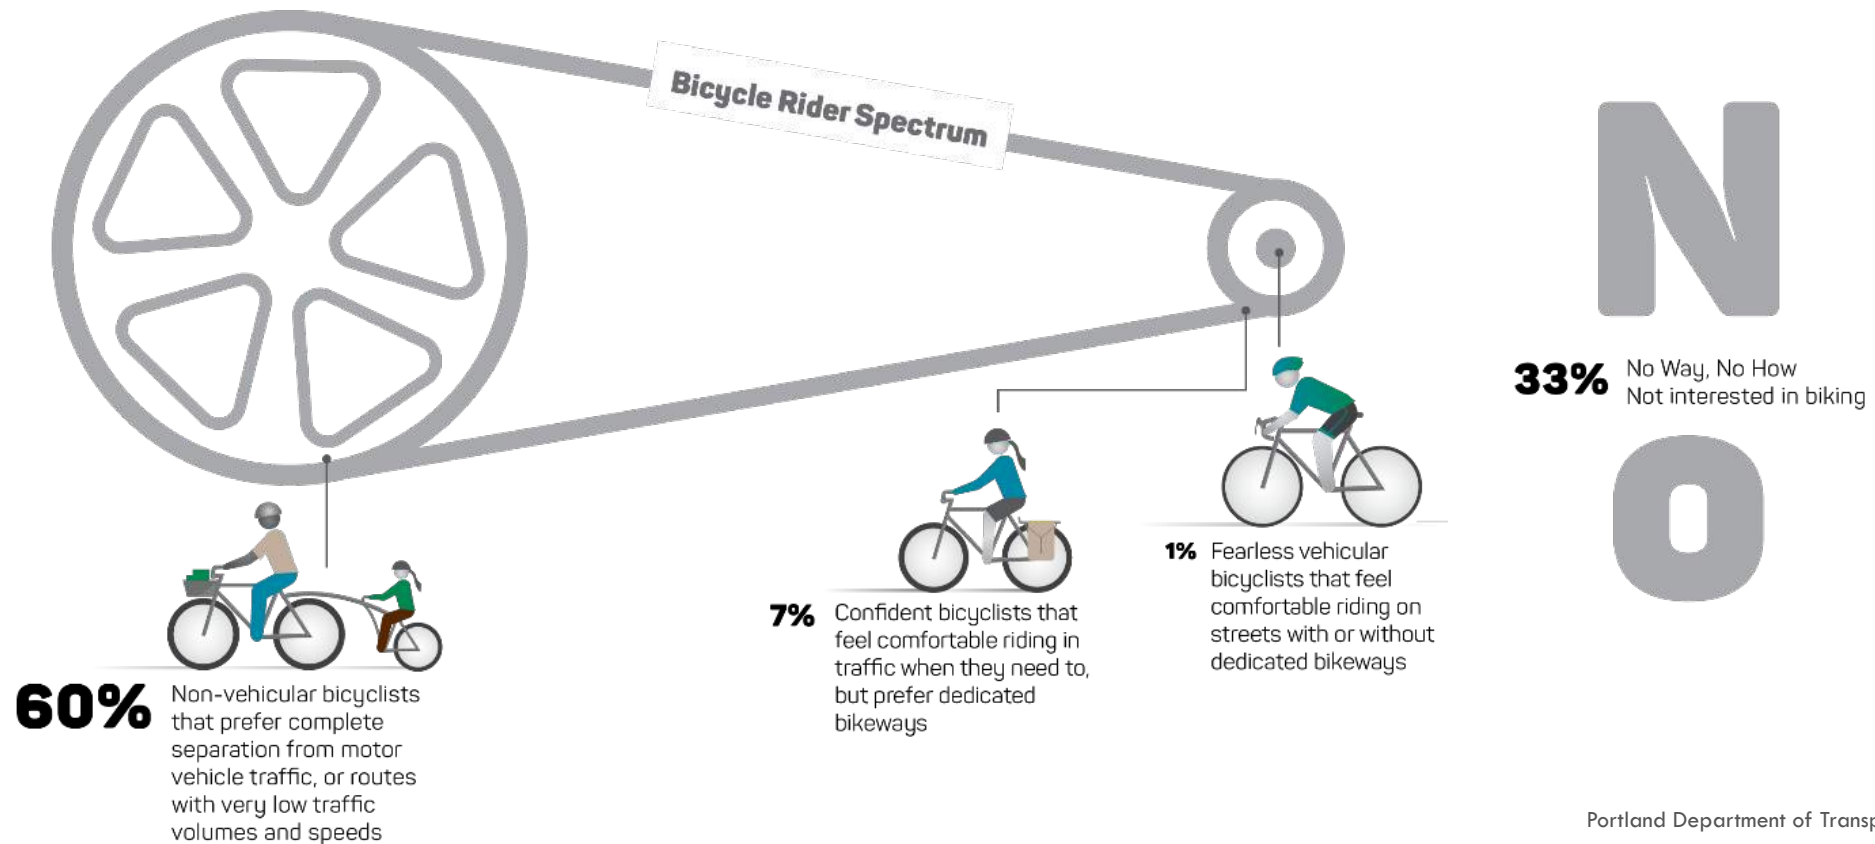 Bicycle Rider Spectrum
N
33% No Way, No How
Not interested in biking
O
1% Fearless vehicular
bicyclists that feel
comfortable riding on
streets with or without
dedicated bikeways
7% Confident bicyclists that
feel comfortable riding in
traffic when they need to,
but prefer dedicated
bikeways
60% Non-vehicular bicyclists
that prefer complete
separation from motor
vehicle traffic, or routes
with very low traffic
volumes and speeds
Portland Department of Transp